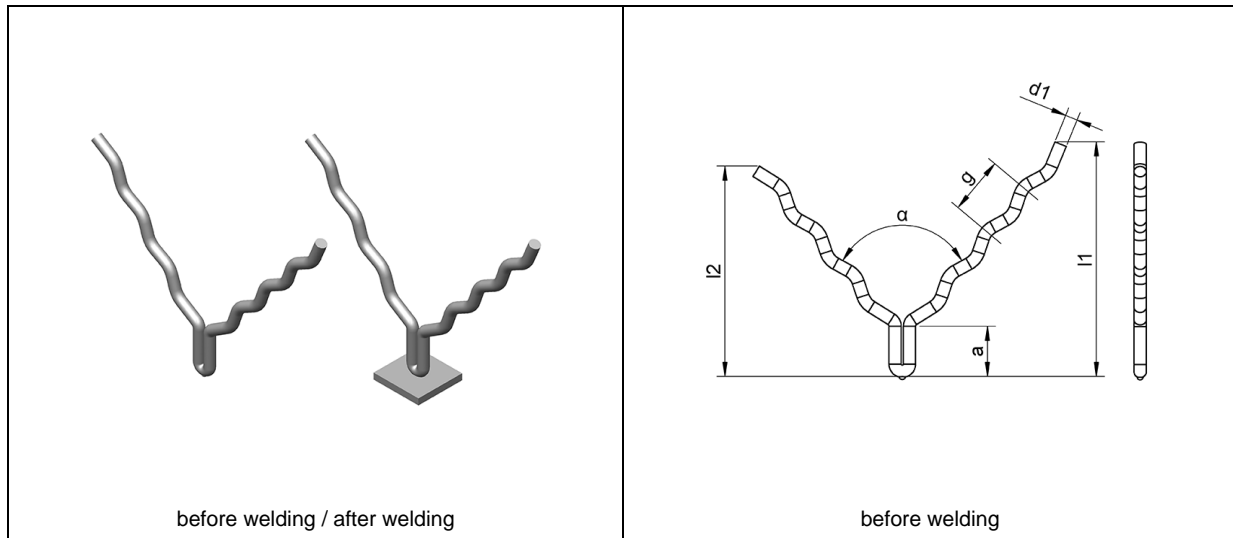 before welding / after welding
d1
g
α
l2
l1
a
before welding